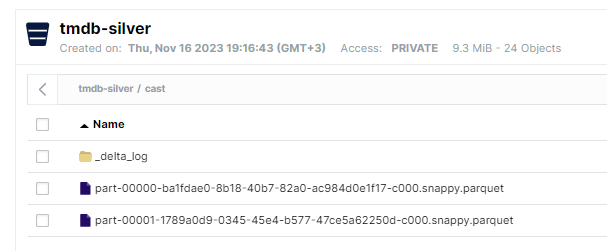 tmdb-silver
Created on: Thu, Nov 16 2023 19:16:43 (GMT+3) Access: PRIVATE 9.3 MiB - 24 Objects
tmdb-silver / cast
Name
_delta_log
part-00000-ba1fdae0-8b18-40b7-82a0-ac984d0e1f17-c000.snappy.parquet
part-00001-1789a0d9-0345-45e4-b577-47ce5a62250d-c000.snappy.parquet